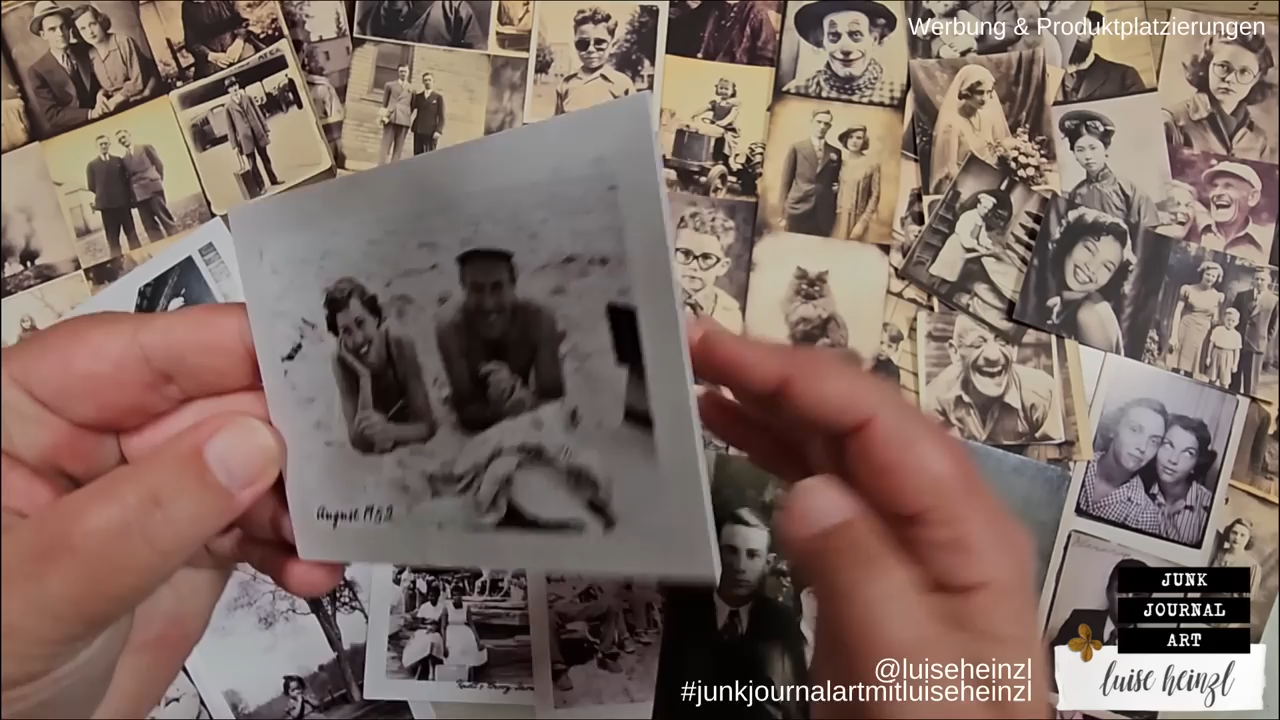 Werbung & Produktplatzierungen
August 1952
JUNK
JOURNAL
ART
@luiseheinzl
#junkjournalartmitluiseheinzl
luise heinzl